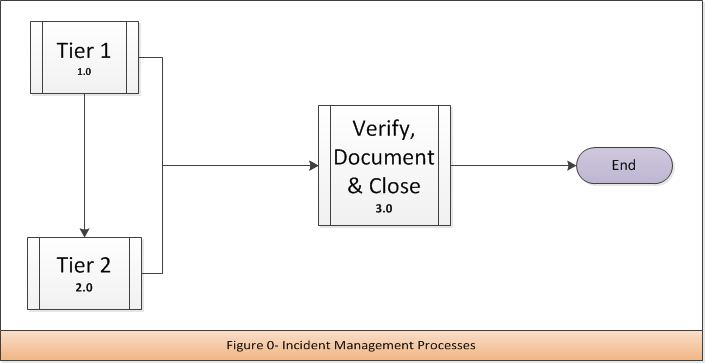 Tier 1
1.0
Verify,
Document
& Close
3.0
End
Tier 2
2.0
Figure 0- Incident Management Processes